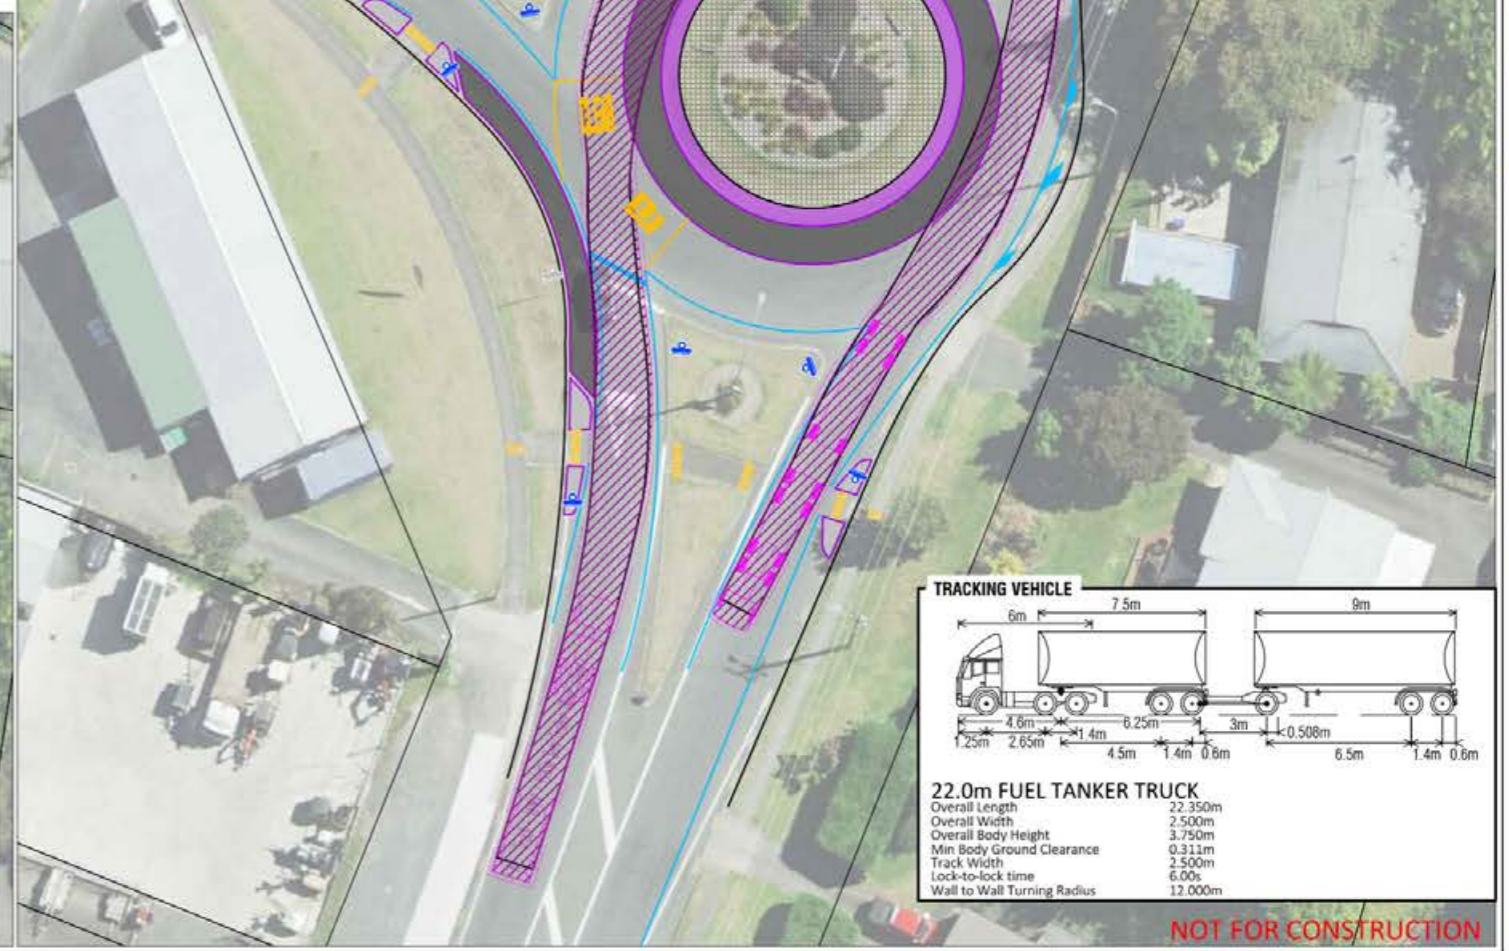 TRACKING VEHICLE
7.5m
9m
6m
4.6m
6.25m
3m
0.508m
1.25m
2.65m
1.4m
4.5m
1.4m
0.6m
6.5m
1.4m
0.6m
22.0m FUEL TANKER TRUCK
Overall Length 22.350m
Overall Width 2.500m
Overall Body Height 3.750m
Min Body Ground Clearance 0.311m
Track Width 2.500m
Lock-to-lock time 6.00s
Wall to Wall Turning Radius 12.000m
NOT FOR CONSTRUCTION